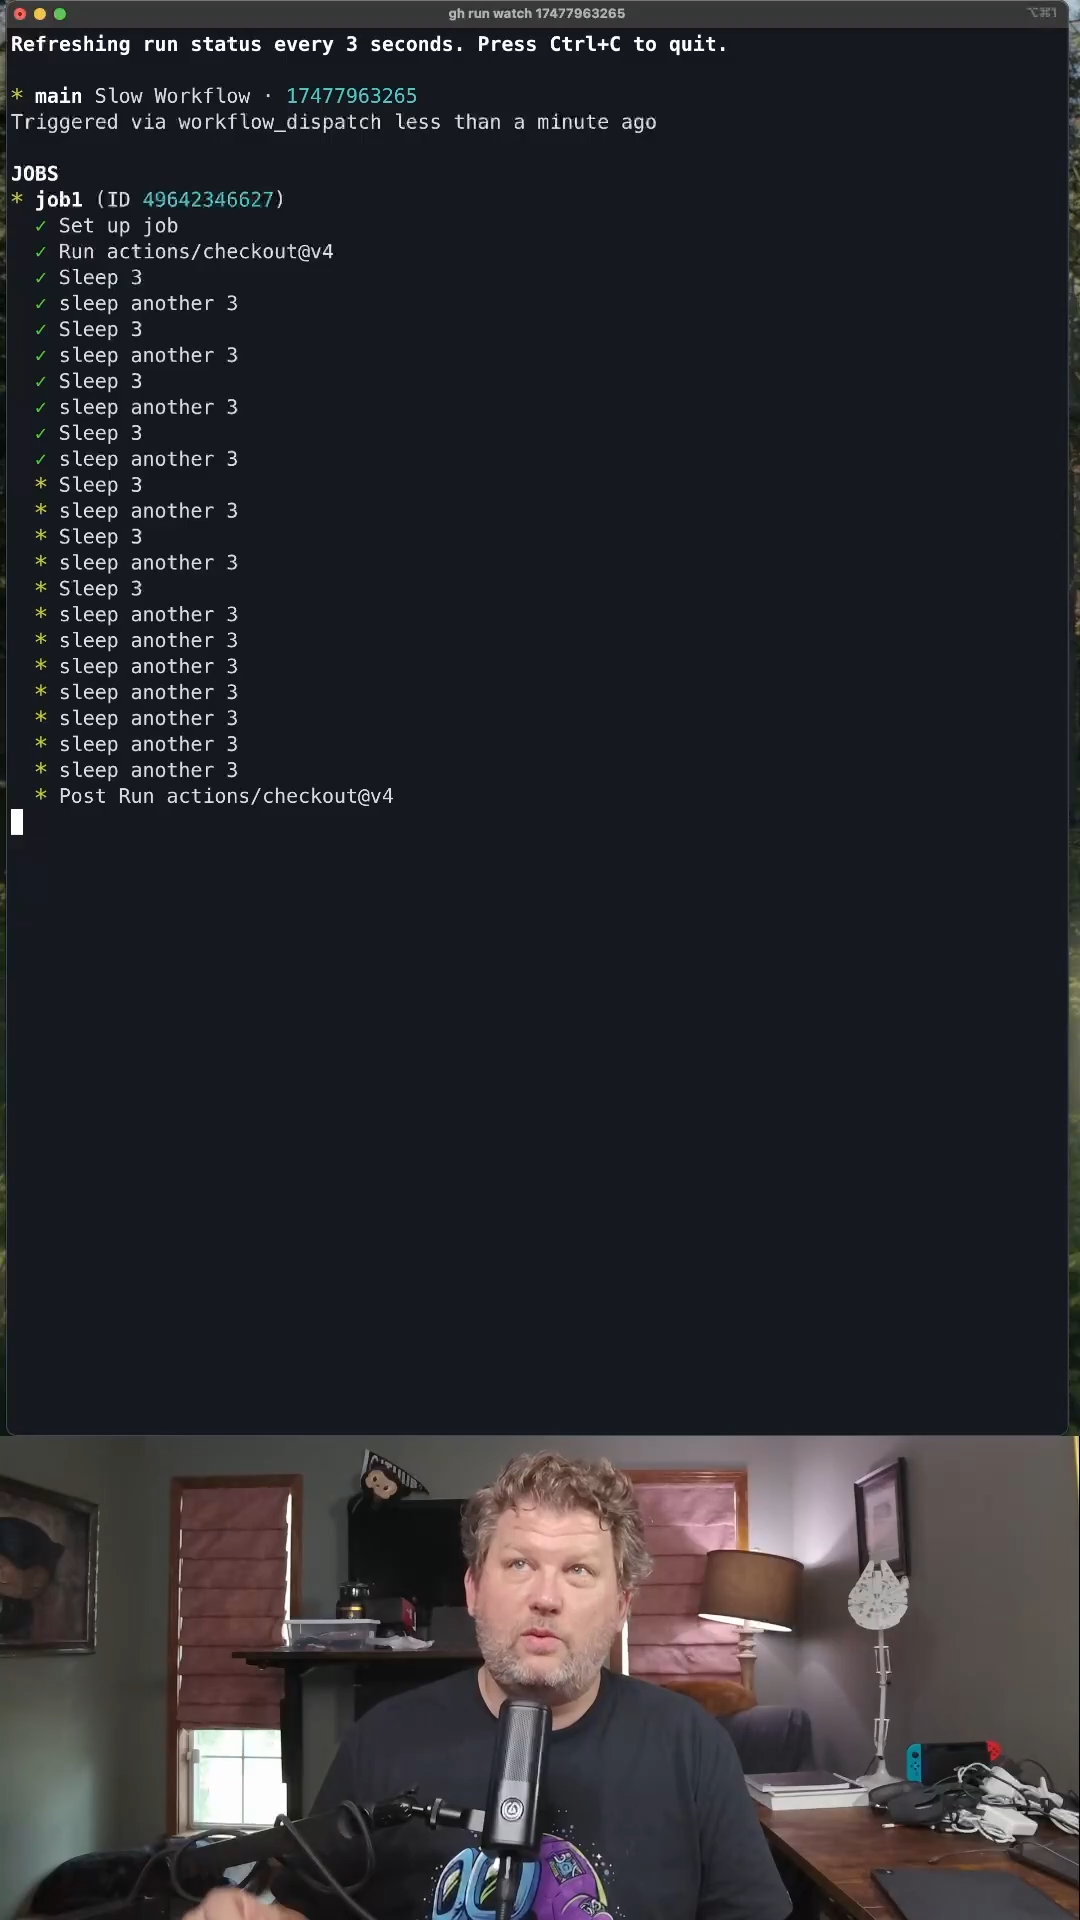 gh run watch 17477963265
⌥⌘1
Refreshing run status every 3 seconds. Press Ctrl+C to quit.
* main Slow Workflow · 17477963265
Triggered via workflow_dispatch less than a minute ago
JOBS
* job1 (ID 49642346627)
✓ Set up job
✓ Run actions/checkout@v4
✓ Sleep 3
✓ sleep another 3
✓ Sleep 3
✓ sleep another 3
✓ Sleep 3
✓ sleep another 3
✓ Sleep 3
✓ sleep another 3
* Sleep 3
* sleep another 3
* Sleep 3
* sleep another 3
* Sleep 3
* sleep another 3
* sleep another 3
* sleep another 3
* sleep another 3
* sleep another 3
* sleep another 3
* sleep another 3
* Post Run actions/checkout@v4